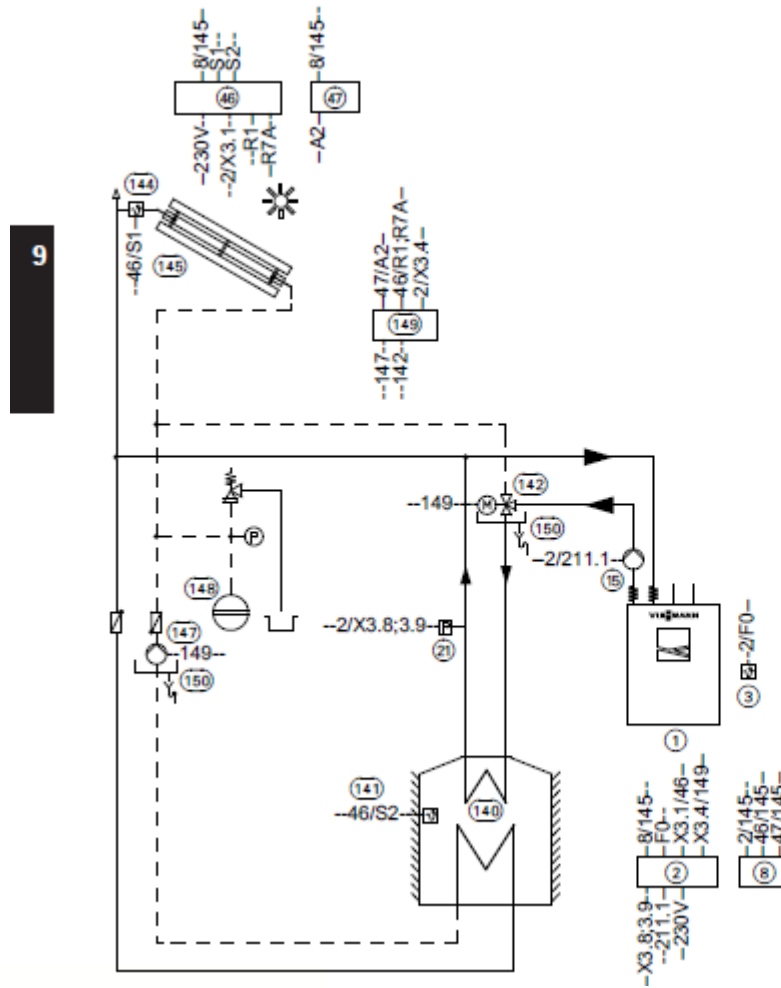 --8/145--
S1--
S2--
46
--230V--
--2/X3.1--
--R1--
--R7A--
--8/145--
47
--A2--
144
--46/S1--
145
9
--47/A2--
--46/R1;R7A--
--2/X3.4--
149
--147--
--142--
142
--149--
M
150
--2/211.1--
15
P
148
147
--149--
150
--2/X3.8;3.9--
21
VIESMANN
--2/F0--
3
1
141
--46/S2--
140
--8/145--
F0--
X3.1/46--
X3.4/149--
2
--X3.8;3.9--
--211.1--
--230V--
--2/145--
46/145--
47/145--
8